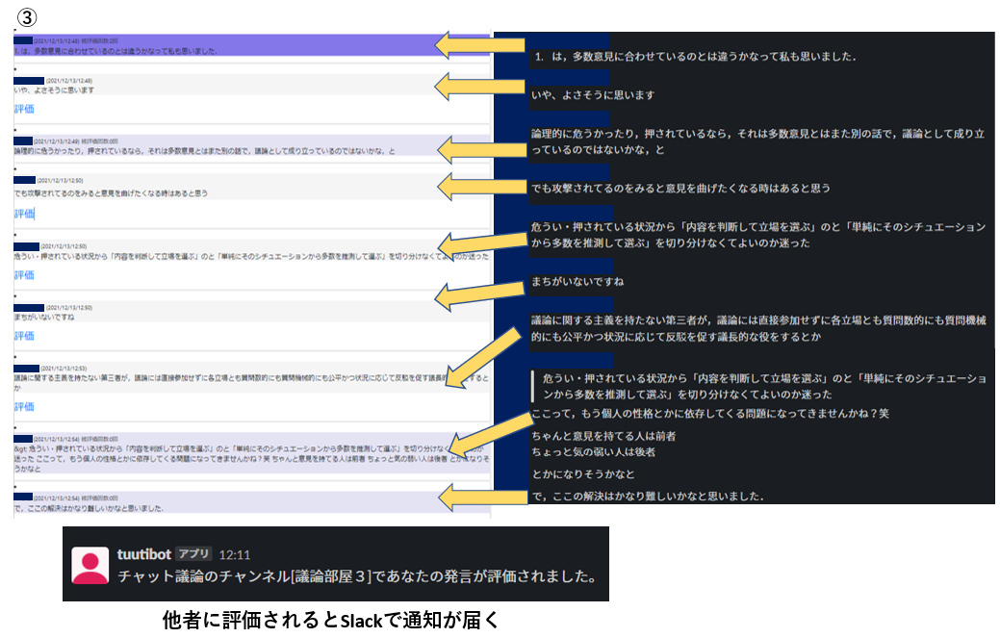 ③
(2021/12/13/12:48) 被評価回数:2回
1. は，多数意見に合わせているのとは違うかなって私も思いました．
(2021/12/13/12:48)
いや、よさそうに思います
評価
(2021/12/13/12:49) 被評価回数:0回
論理的に危うかったり，押されているなら，それは多数意見とはまた別の話で，議論として成り立っているのではないかな，と
(2021/12/13/12:50)
でも攻撃されてるのをみると意見を曲げたくなる時はあると思う
評価
(2021/12/13/12:50)
危うい・押されている状況から「内容を判断して立場を選ぶ」のと「単純にそのシチュエーションから多数を推測して選ぶ」を切り分けなくてよいのか迷った
評価
(2021/12/13/12:50)
まちがいないですね
評価
(2021/12/13/12:53)
議論に関する主義を持たない第三者が，議論には直接参加せずに各立場とも質問数的にも質問機械的にも公平かつ状況に応じて反駁を促す議長的
するとか
評価
(2021/12/13/12:54) 被評価回数:0回
&gt; 危うい・押されている状況から「内容を判断して立場を選ぶ」のと「単純にそのシチュエーションから多数を推測して選ぶ」を切り分けなく
迷った ここって，もう個人の性格とかに依存してくる問題になってきませんかね？笑 ちゃんと意見を持てる人は前者 ちょっと気の弱い人は後者 とかになりそ
うかなと
(2021/12/13/12:54) 被評価回数:0回
で，ここの解決はかなり難しいかなと思いました．
1. は，多数意見に合わせているのとは違うかなって私も思いました．
いや、よさそうに思います
論理的に危うかったり，押されているなら，それは多数意見とはまた別の話で，議論として成り立
っているのではないかな，と
でも攻撃されてるのをみると意見を曲げたくなる時はあると思う
危うい・押されている状況から「内容を判断して立場を選ぶ」のと「単純にそのシチュエーション
から多数を推測して選ぶ」を切り分けなくてよいのか迷った
まちがいないですね
議論に関する主義を持たない第三者が，議論には直接参加せずに各立場とも質問数的にも質問機械
的にも公平かつ状況に応じて反駁を促す議長的な役をするとか
危うい・押されている状況から「内容を判断して立場を選ぶ」のと「単純にそのシチュエーショ
ンから多数を推測して選ぶ」を切り分けなくてよいのか迷った
ここって，もう個人の性格とかに依存してくる問題になってきませんかね？笑
ちゃんと意見を持てる人は前者
ちょっと気の弱い人は後者
とかになりそうかなと
で，ここの解決はかなり難しいかなと思いました．
tuutibot アプリ 12:11
チャット議論のチャンネル[議論部屋３]であなたの発言が評価されました。
他者に評価されるとSlackで通知が届く